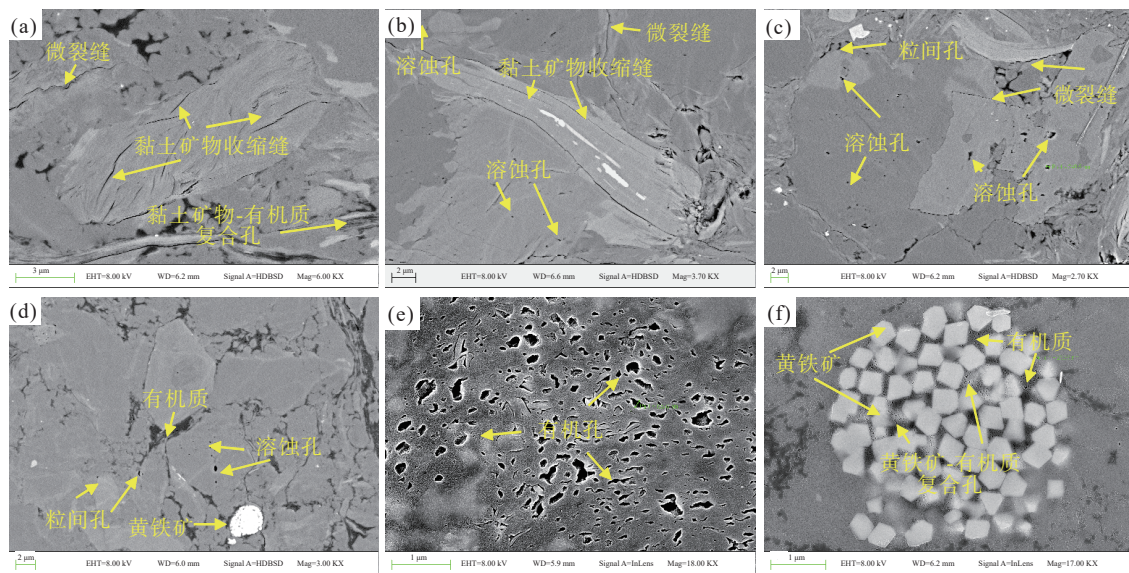 (a)
微裂缝
黏土矿物收缩缝
黏土矿物-有机质
复合孔
3 μm
EHT=8.00 kV
WD=6.2 mm
Signal A=HDBSD
Mag=6.00 KX
(b)
微裂缝
溶蚀孔
黏土矿物收缩缝
溶蚀孔
2 μm
EHT=8.00 kV
WD=6.6 mm
Signal A=HDBSD
Mag=3.70 KX
(c)
粒间孔
微裂缝
溶蚀孔
溶蚀孔
2 μm
EHT=8.00 kV
WD=6.2 mm
Signal A=HDBSD
Mag=2.70 KX
(d)
有机质
溶蚀孔
粒间孔
黄铁矿
2 μm
EHT=8.00 kV
WD=6.0 mm
Signal A=HDBSD
Mag=3.00 KX
(e)
有机孔
1 μm
EHT=8.00 kV
WD=5.9 mm
Signal A=InLens
Mag=18.00 KX
(f)
有机质
黄铁矿
黄铁矿-有机质
复合孔
1 μm
EHT=8.00 kV
WD=6.2 mm
Signal A=InLens
Mag=17.00 KX